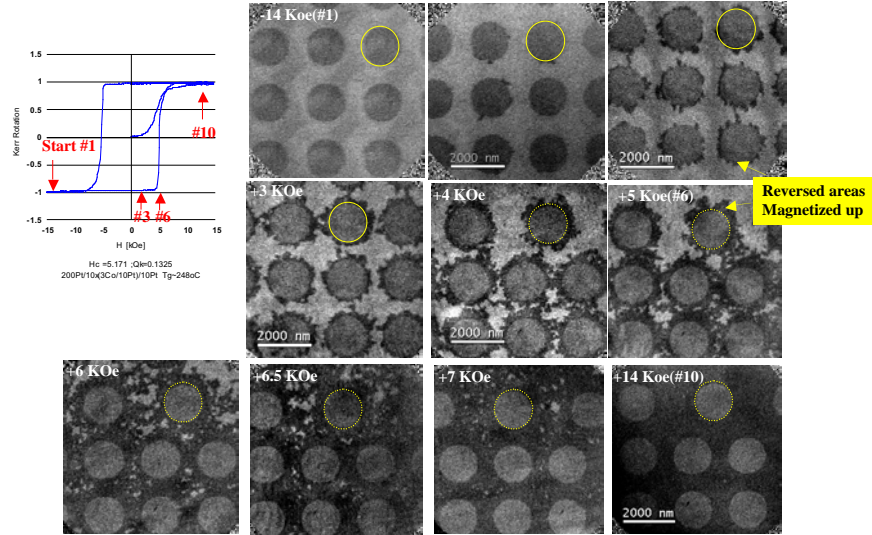 1.5
1
0.5
0
-0.5
-1
-1.5
-15
-10
-5
0
5
10
15
Kerr Rotation
H [kOe]
Start #1
#10
#3
#6
Hc =5.171 ;Qk=0.1325
200Pt/10x(3Co/10Pt)/10Pt Tg~248oC
-14 Koe(#1)
2000 nm
2000 nm
+3 KOe
2000 nm
+4 KOe
2000 nm
+5 Koe(#6)
2000 nm
Reversed areas
Magnetized up
+6 KOe
+6.5 KOe
+7 KOe
+14 Koe(#10)
2000 nm